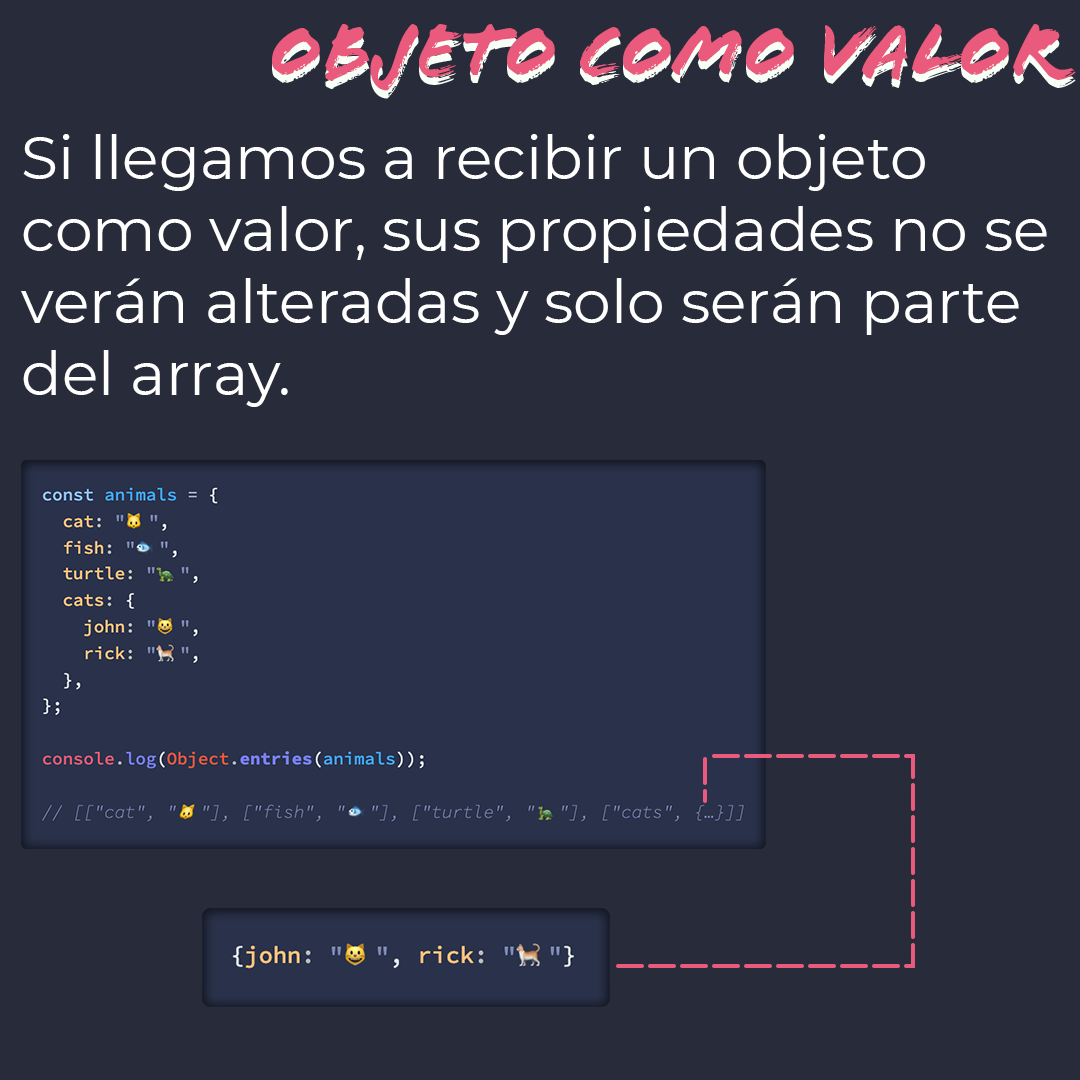 OBJETO COMO VALOR
Si llegamos a recibir un objeto
como valor, sus propiedades no se
verán alteradas y solo serán parte
del array.
const animals = {
  cat: "🐱 ",
  fish: "🐟 ",
  turtle: "🐢 ",
  cats: {
    john: "😺 ",
    rick: "🐈 ",
  },
};
console.log(Object.entries(animals));
// [["cat", "🐱 "], ["fish", "🐟 "], ["turtle", "🐢 "], ["cats", {…}]]
{john: "😺 ", rick: "🐈 "}